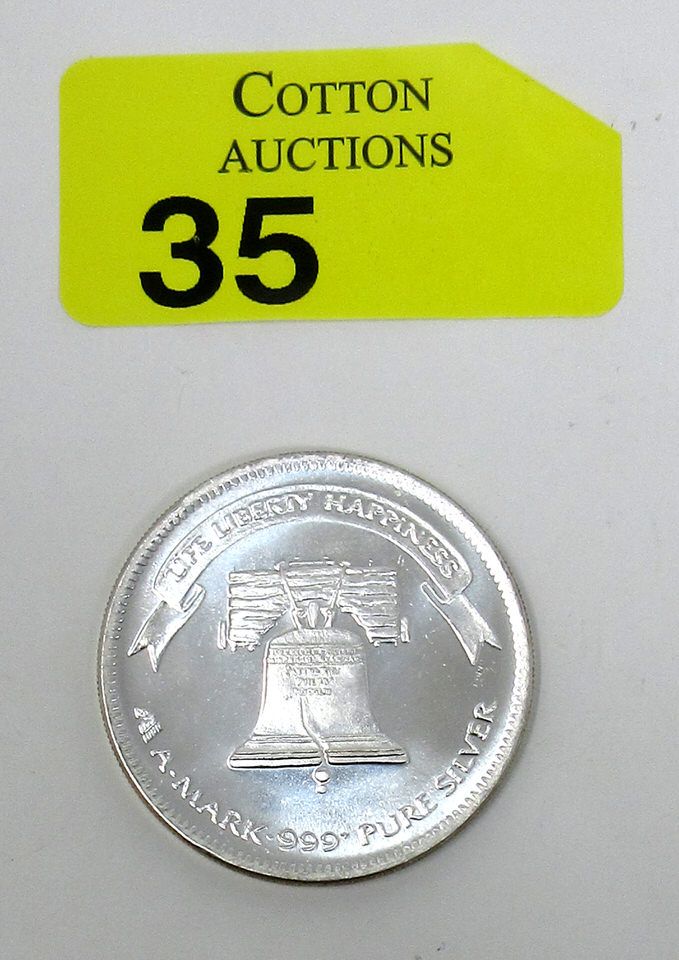 COTTON
AUCTIONS
35
LIFE LIBERTY HAPPINESS
A-MARK·999+ PURE SILVER